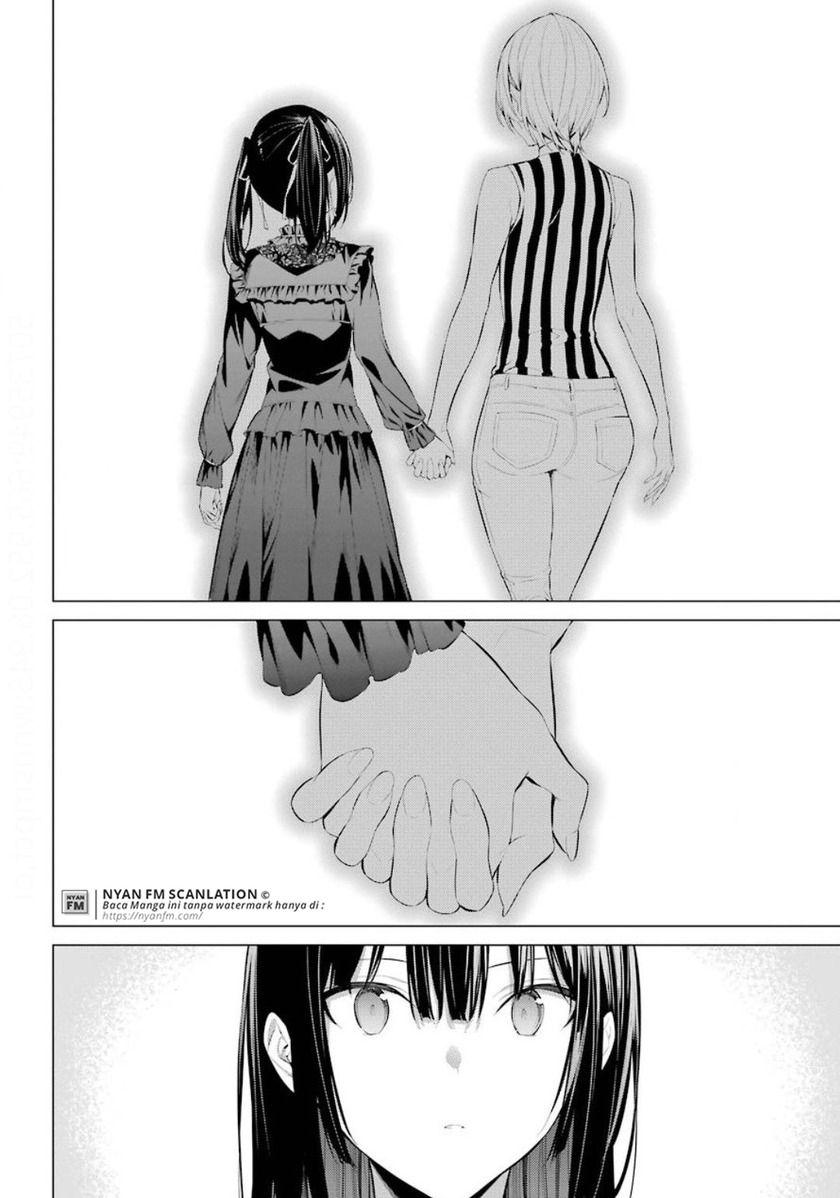 NYAN FM
NYAN FM SCANLATION ©
Baca Manga ini tanpa watermark hanya di :
https://nyanfm.com/